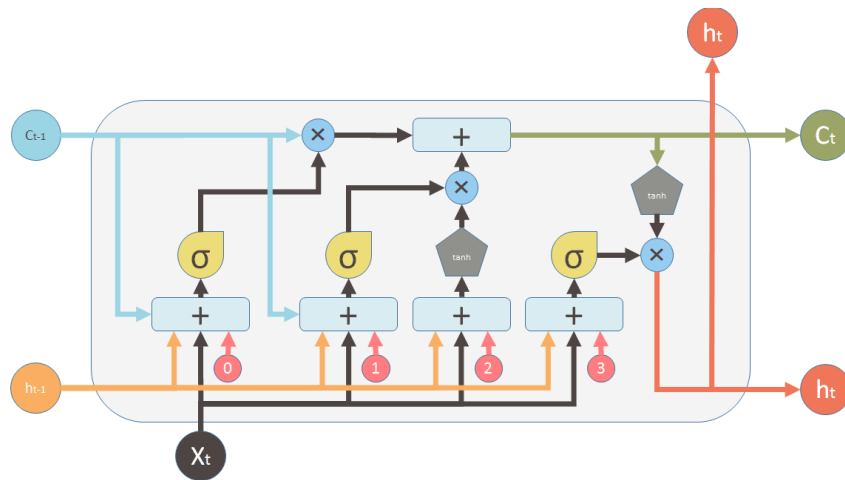 hₜ
Cₜ₋₁
×
+
Cₜ
×
tanh
σ
σ
tanh
σ
×
+
+
+
+
0
1
2
3
hₜ₋₁
hₜ
Xₜ